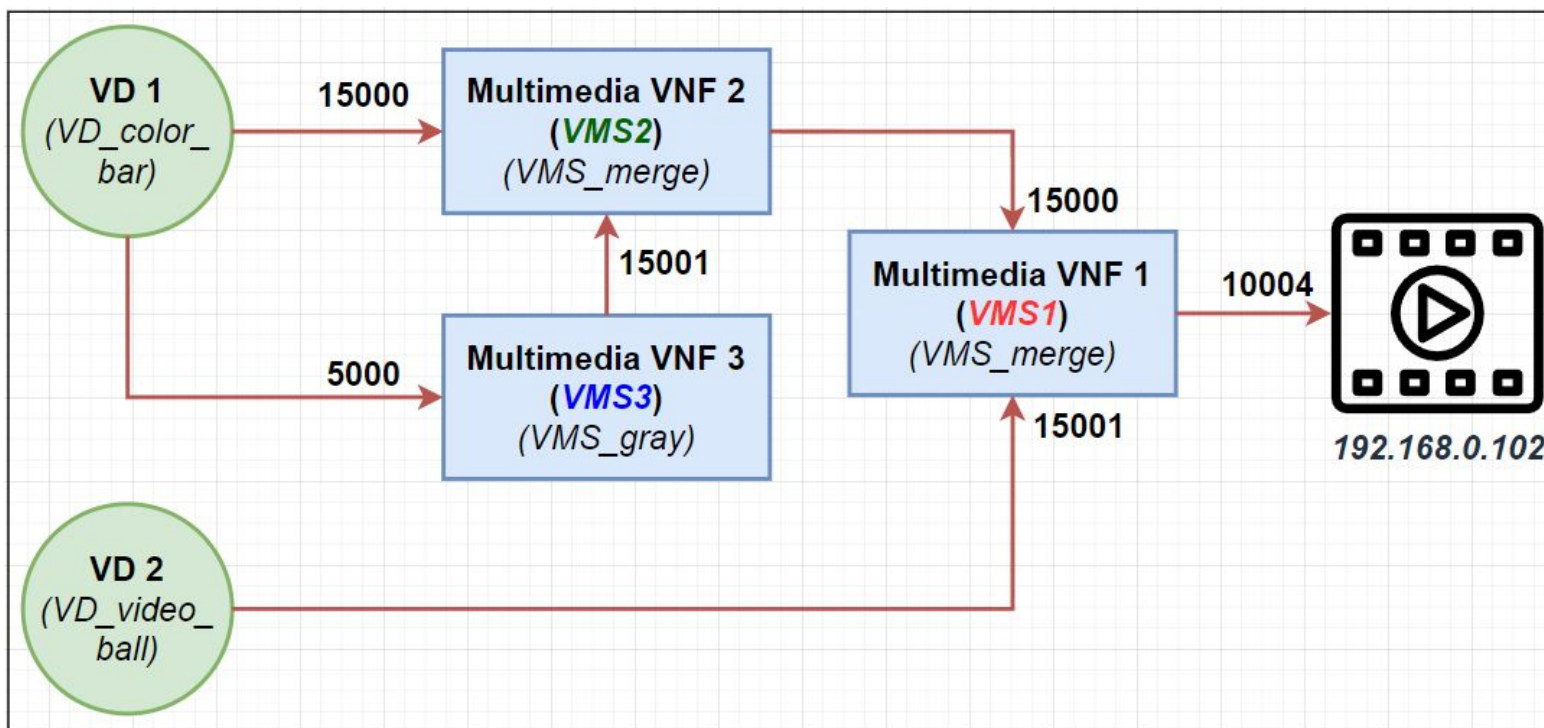 VD 1
(VD_color_
bar)
15000
Multimedia VNF 2
(VMS2)
(VMS_merge)
15000
15001
Multimedia VNF 1
(VMS1)
(VMS_merge)
10004
5000
Multimedia VNF 3
(VMS3)
(VMS_gray)
15001
192.168.0.102
VD 2
(VD_video_
ball)